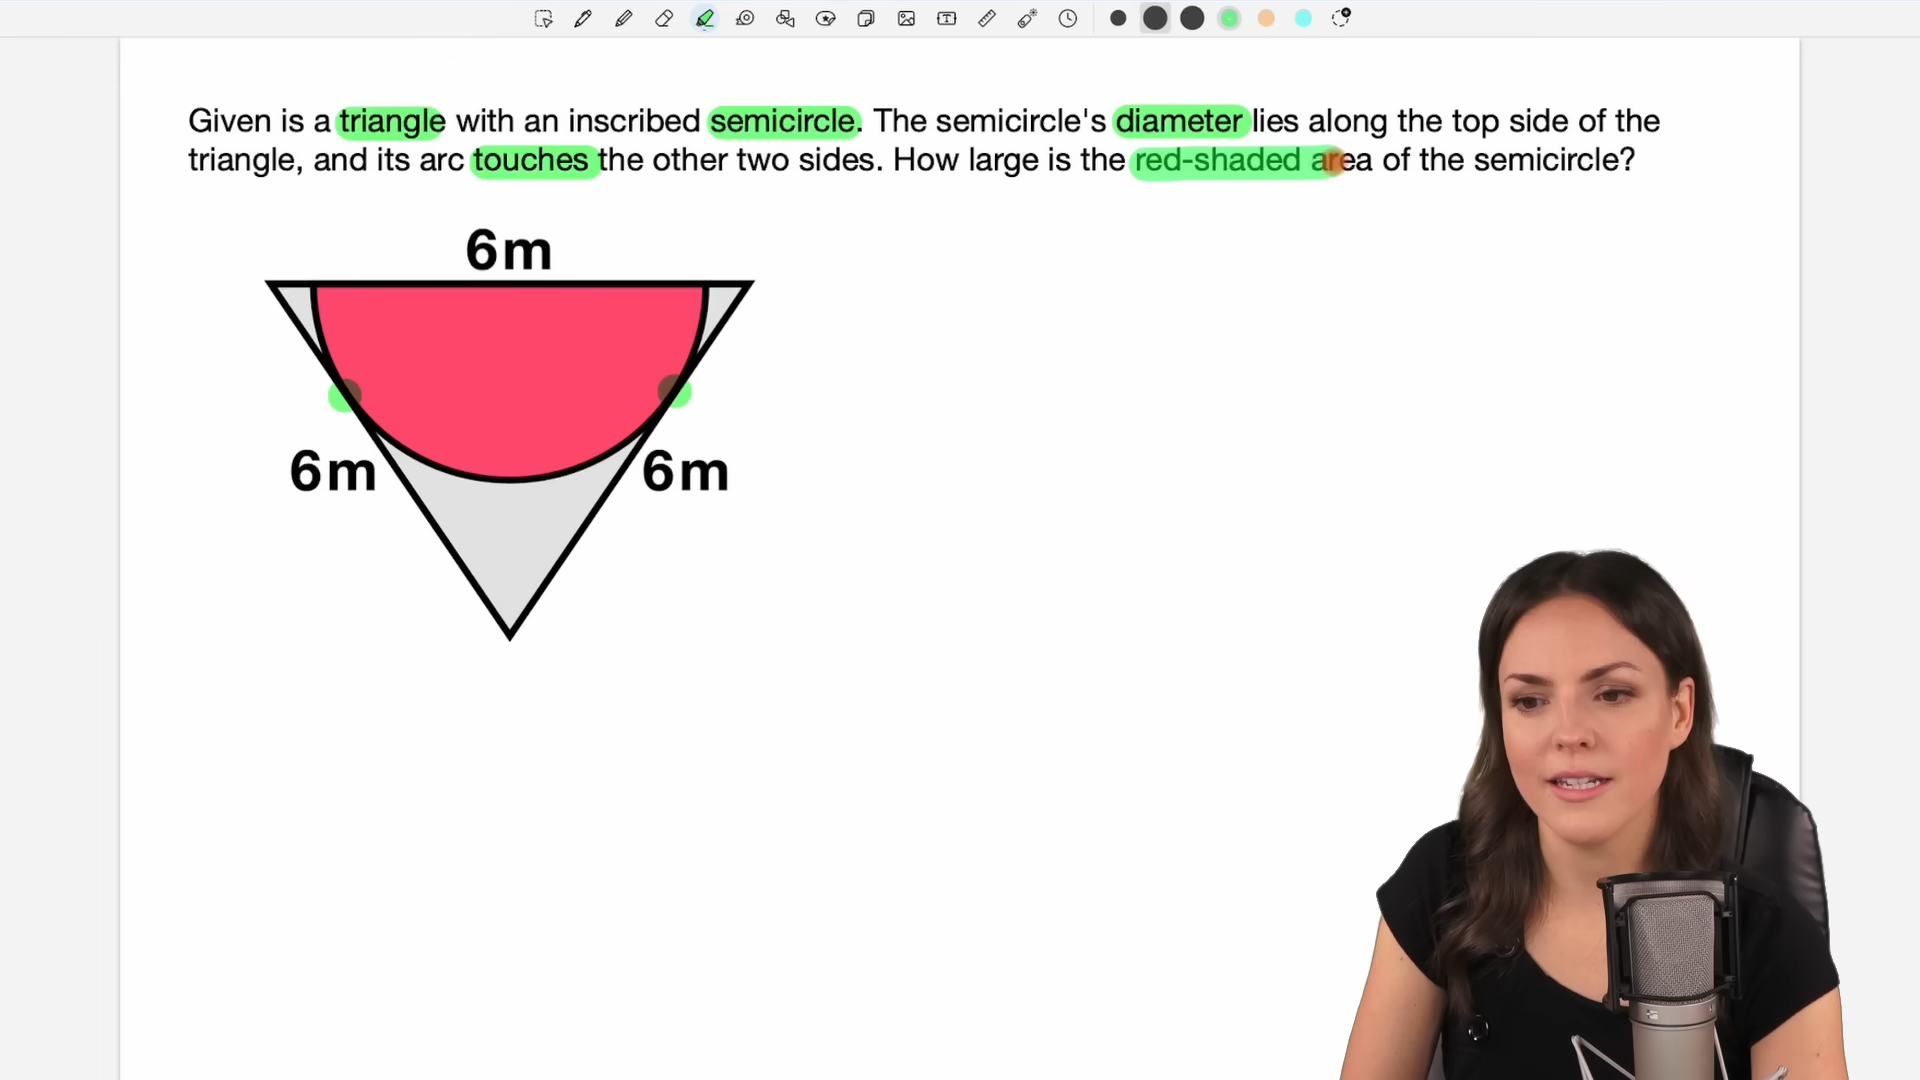 Given is a triangle with an inscribed semicircle. The semicircle's diameter lies along the top side of the
triangle, and its arc touches the other two sides. How large is the red-shaded area of the semicircle?
6m
6m 6m